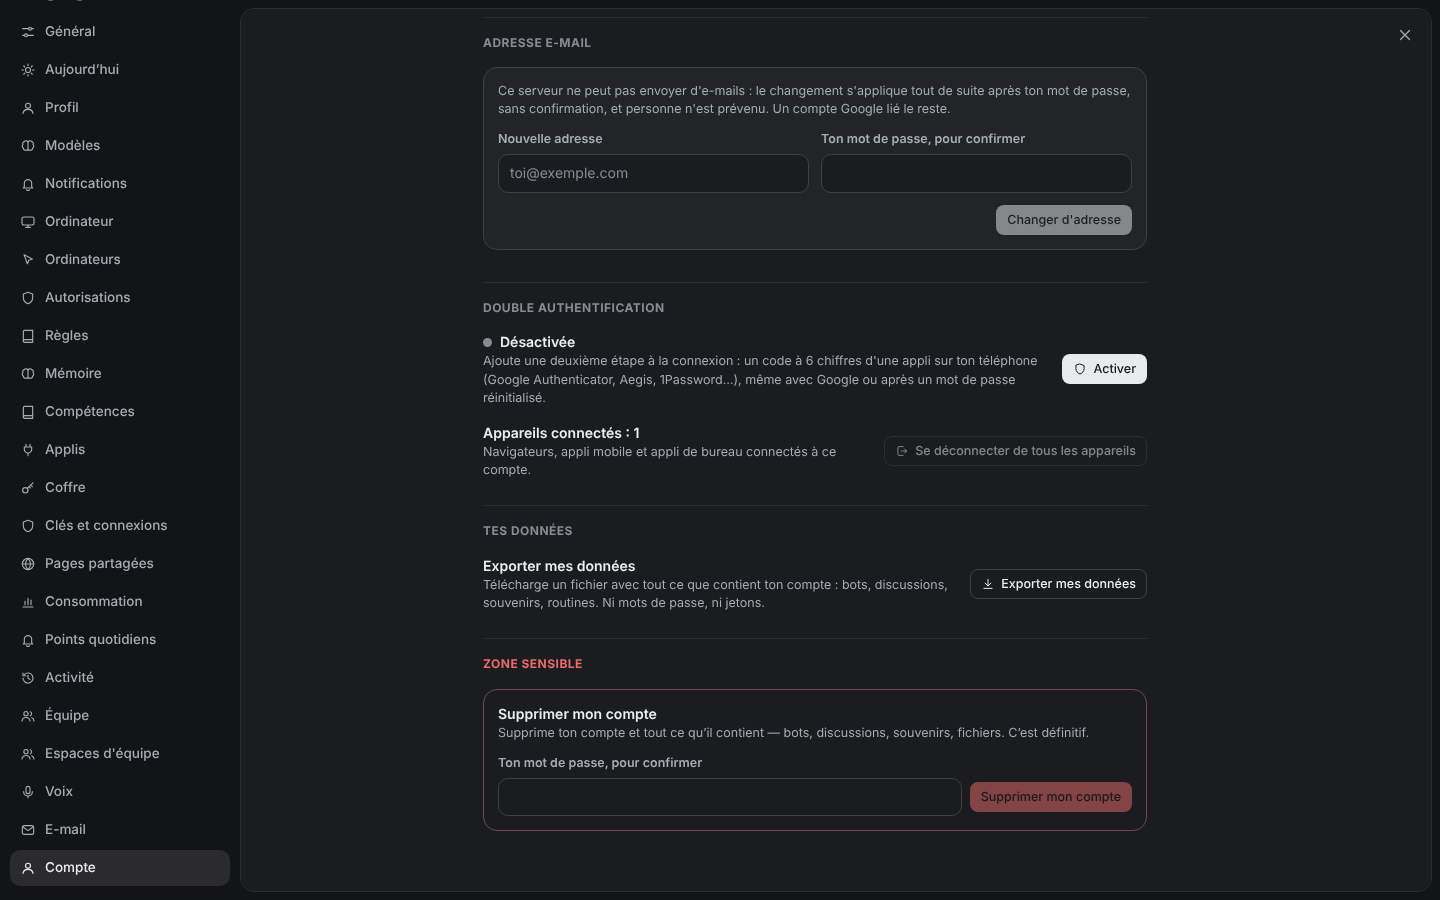 Général
Aujourd’hui
Profil
Modèles
Notifications
Ordinateur
Ordinateurs
Autorisations
Règles
Mémoire
Compétences
Applis
Coffre
Clés et connexions
Pages partagées
Consommation
Points quotidiens
Activité
Équipe
Espaces d'équipe
Voix
E-mail
Compte
ADRESSE E-MAIL
Ce serveur ne peut pas envoyer d'e-mails : le changement s'applique tout de suite après ton mot de passe,
sans confirmation, et personne n'est prévenu. Un compte Google lié le reste.
Nouvelle adresse
Ton mot de passe, pour confirmer
toi@exemple.com
Changer d'adresse
DOUBLE AUTHENTIFICATION
Désactivée
Ajoute une deuxième étape à la connexion : un code à 6 chiffres d'une appli sur ton téléphone
(Google Authenticator, Aegis, 1Password…), même avec Google ou après un mot de passe
réinitialisé.
Activer
Appareils connectés : 1
Navigateurs, appli mobile et appli de bureau connectés à ce
compte.
Se déconnecter de tous les appareils
TES DONNÉES
Exporter mes données
Télécharge un fichier avec tout ce que contient ton compte : bots, discussions,
souvenirs, routines. Ni mots de passe, ni jetons.
Exporter mes données
ZONE SENSIBLE
Supprimer mon compte
Supprime ton compte et tout ce qu’il contient — bots, discussions, souvenirs, fichiers. C’est définitif.
Ton mot de passe, pour confirmer
Supprimer mon compte